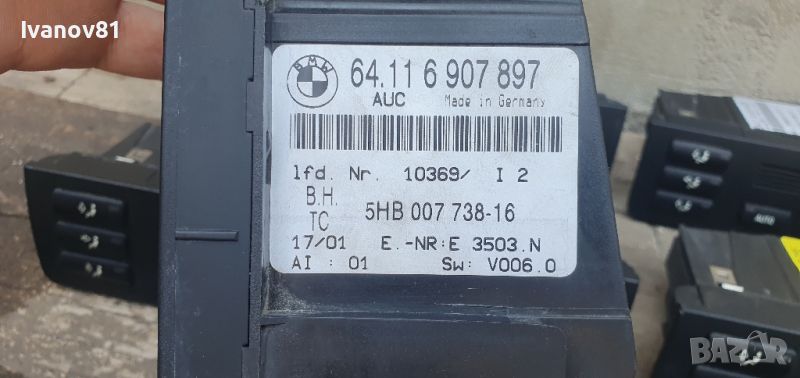 Ivanov81
BMW
64.11 6 907 897
AUC Made in Germany
lfd. Nr. 10369/ I 2
B.H.
TC
5HB 007 738-16
17/01 E.-NR:E 3503.N
AI : 01 Sw: V006.0
AUTO
BAZAR